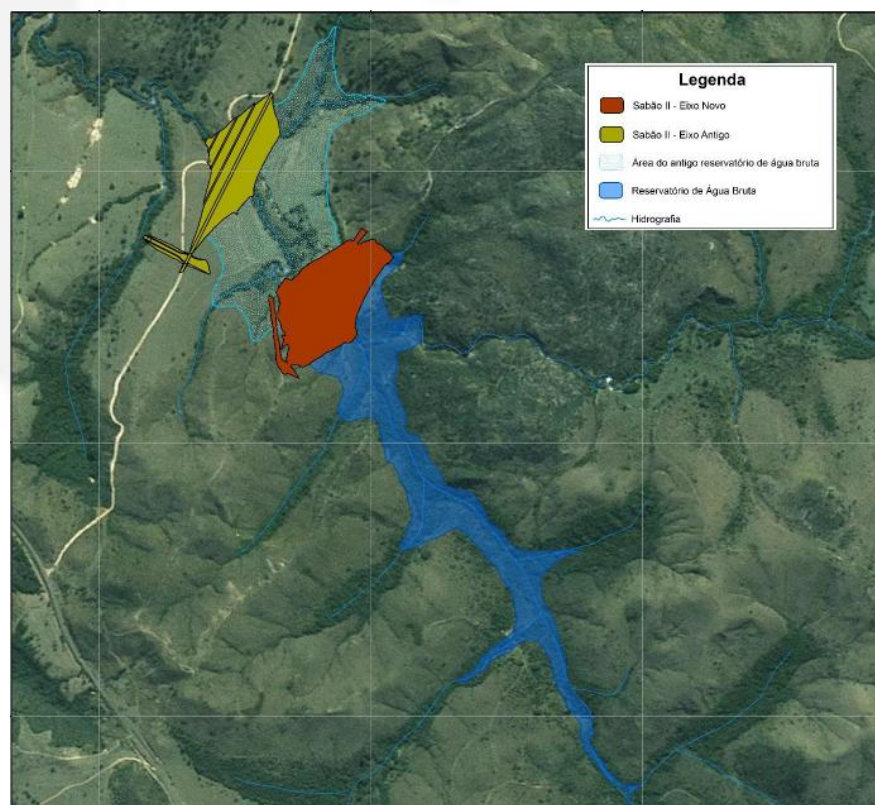 Legenda
Sabão II - Eixo Novo
Sabão II - Eixo Antigo
Área do antigo reservatório de água bruta
Reservatório de Água Bruta
Hidrografia